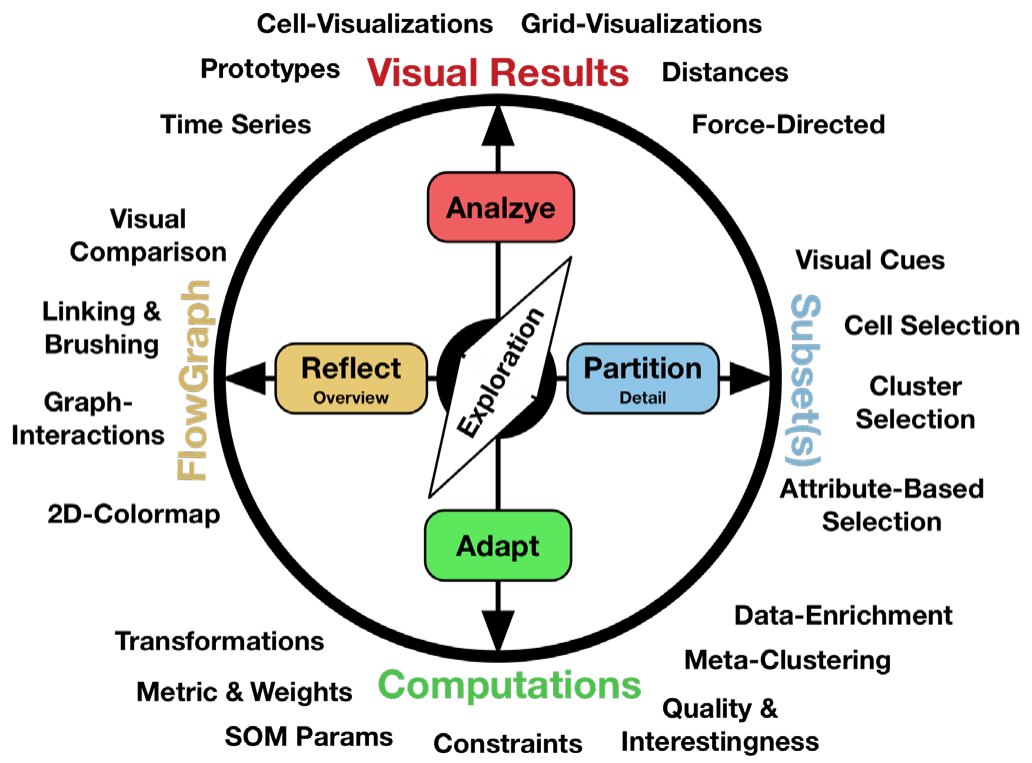 Cell-Visualizations Grid-Visualizations
Prototypes Visual Results Distances
Time Series Force-Directed
Analzye
Visual
Comparison
Visual Cues
Linking &
Brushing
FlowGraph
Reflect
Overview
Exploration
Partition
Detail
Subset(s)
Cell Selection
Cluster
Selection
Graph-
Interactions
Attribute-Based
Selection
2D-Colormap
Adapt
Data-Enrichment
Transformations
Meta-Clustering
Metric & Weights
Computations
Quality &
Interestingness
SOM Params
Constraints